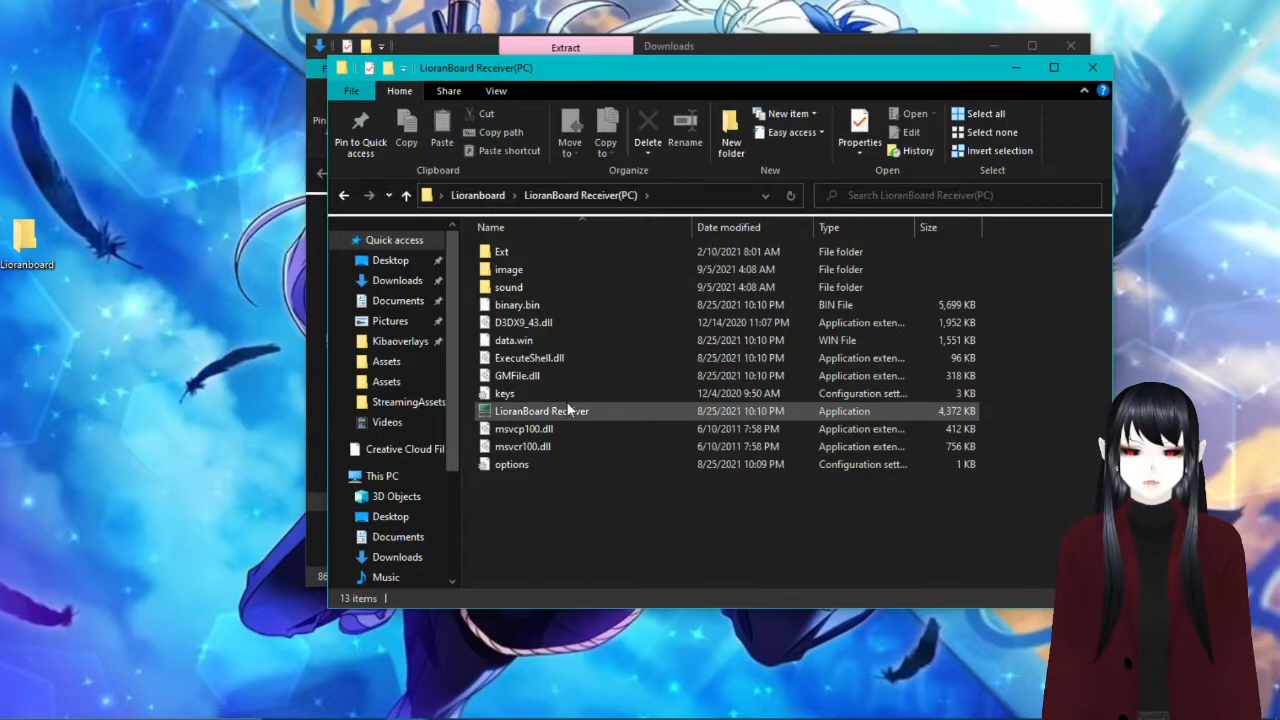 Extract
Downloads
LioranBoard Receiver(PC)
File
Home
Share
View
Pin to Quick access
Copy
Paste
Cut
Copy path
Paste shortcut
Clipboard
Move to
Copy to
Delete
Rename
Organize
New folder
New item
Easy access
New
Properties
Open
Edit
History
Open
Select all
Select none
Invert selection
Select
Lioranboard
LioranBoard Receiver(PC)
Search LioranBoard Receiver(PC)
Name Date modified Type Size
Ext 2/10/2021 8:01 AM File folder
image 9/5/2021 4:08 AM File folder
sound 9/5/2021 4:08 AM File folder
binary.bin 8/25/2021 10:10 PM BIN File 5,699 KB
D3DX9_43.dll 12/14/2020 11:07 PM Application exten... 1,952 KB
data.win 8/25/2021 10:10 PM WIN File 1,551 KB
ExecuteShell.dll 8/25/2021 10:10 PM Application exten... 96 KB
GMFile.dll 8/25/2021 10:10 PM Application exten... 318 KB
keys 12/4/2020 9:50 AM Configuration sett... 3 KB
LioranBoard Receiver 8/25/2021 10:10 PM Application 4,372 KB
msvcp100.dll 6/10/2011 7:58 PM Application exten... 412 KB
msvcr100.dll 6/10/2011 7:58 PM Application exten... 756 KB
options 8/25/2021 10:09 PM Configuration sett... 1 KB
Quick access
Desktop
Downloads
Documents
Pictures
Kibaoverlays
Assets
Assets
StreamingAssets
Videos
Creative Cloud Fil
This PC
3D Objects
Desktop
Documents
Downloads
Music
13 items
Pin
86
Lioranboard